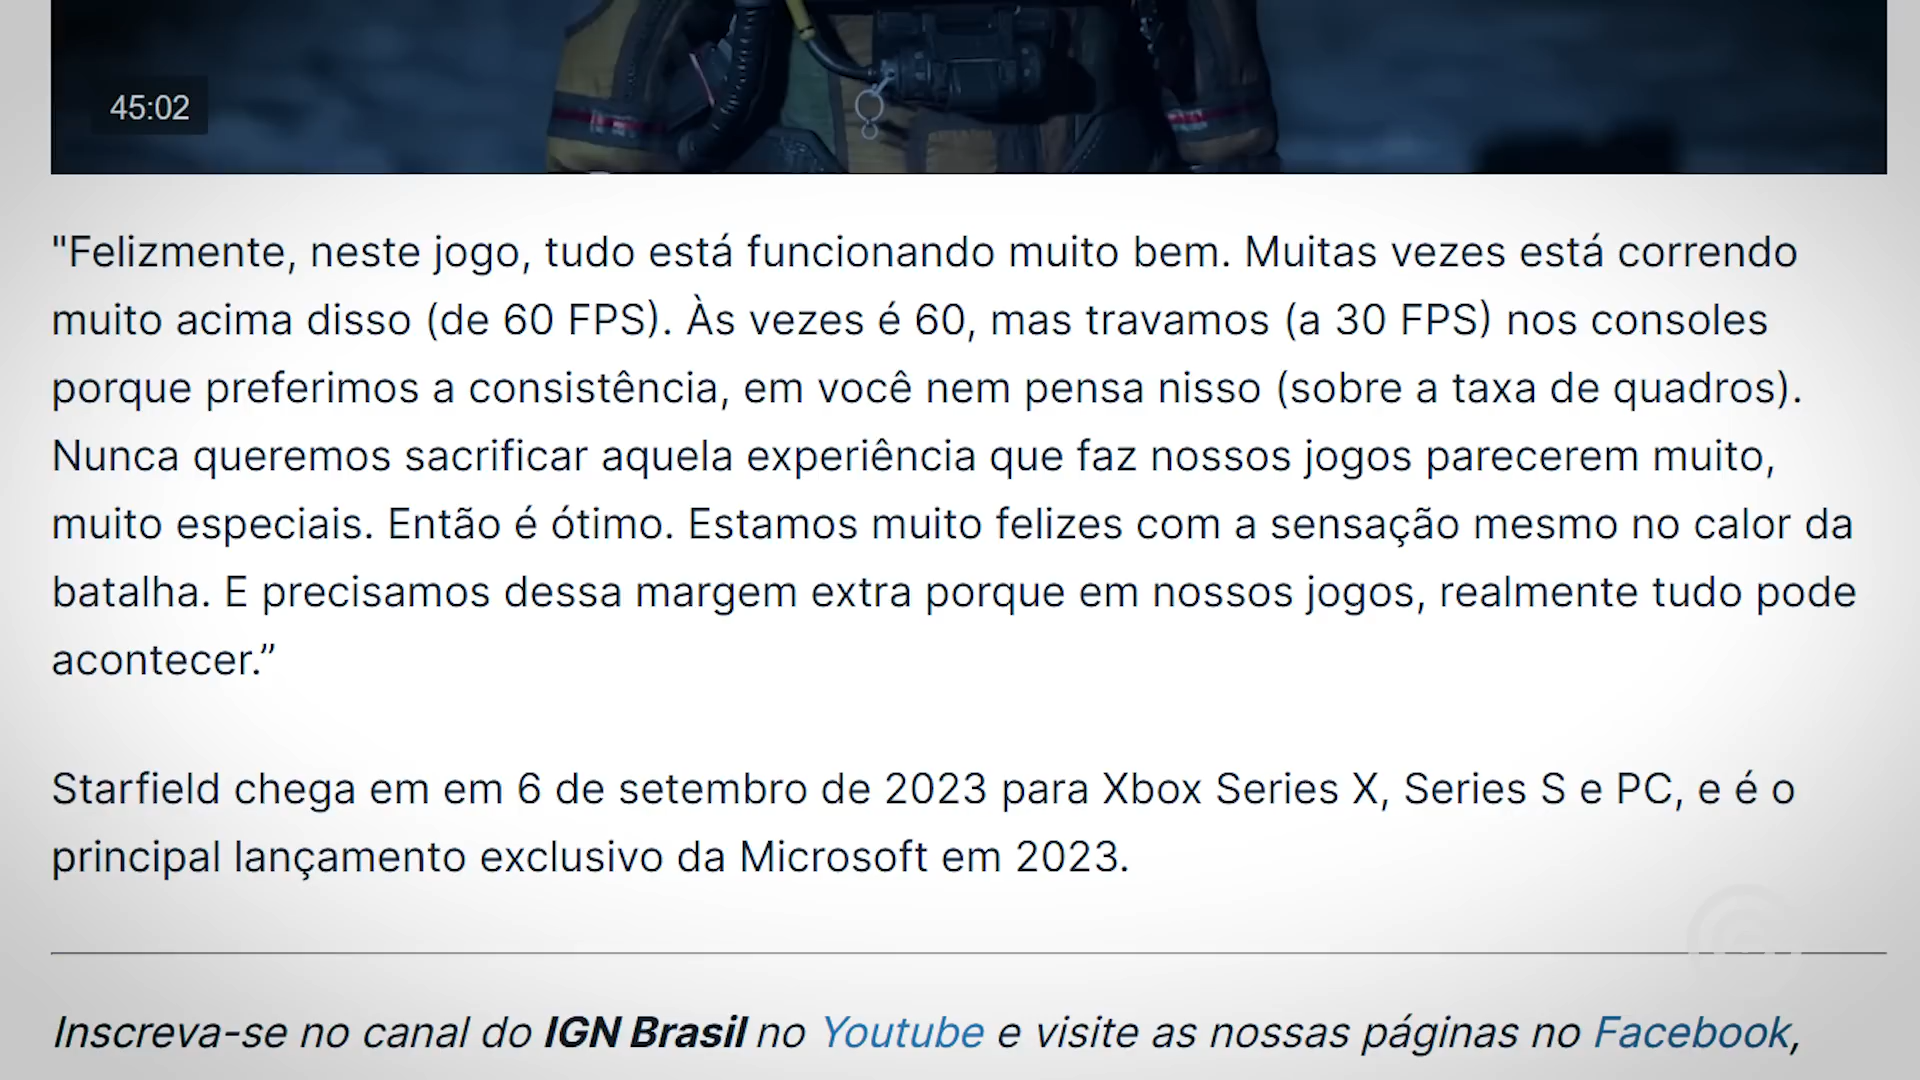 45:02
"Felizmente, neste jogo, tudo está funcionando muito bem. Muitas vezes está correndo
muito acima disso (de 60 FPS). Às vezes é 60, mas travamos (a 30 FPS) nos consoles
porque preferimos a consistência, em você nem pensa nisso (sobre a taxa de quadros).
Nunca queremos sacrificar aquela experiência que faz nossos jogos parecerem muito,
muito especiais. Então é ótimo. Estamos muito felizes com a sensação mesmo no calor da
batalha. E precisamos dessa margem extra porque em nossos jogos, realmente tudo pode
acontecer.”
Starfield chega em em 6 de setembro de 2023 para Xbox Series X, Series S e PC, e é o
principal lançamento exclusivo da Microsoft em 2023.
Inscreva-se no canal do IGN Brasil no Youtube e visite as nossas páginas no Facebook,